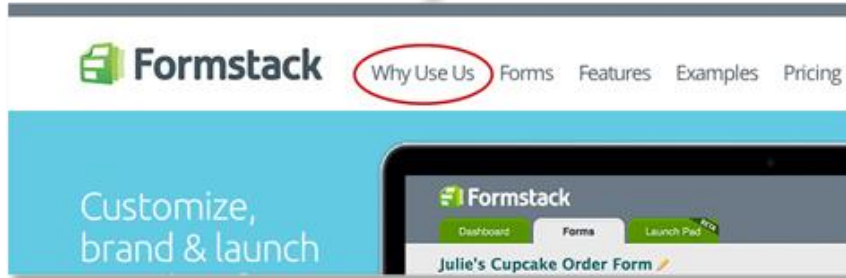 Formstack
Why Use Us Forms Features Examples Pricing
Customize,
brand & launch
Formstack
Dashboard Forms Launch Pad BETA
Julie's Cupcake Order Form